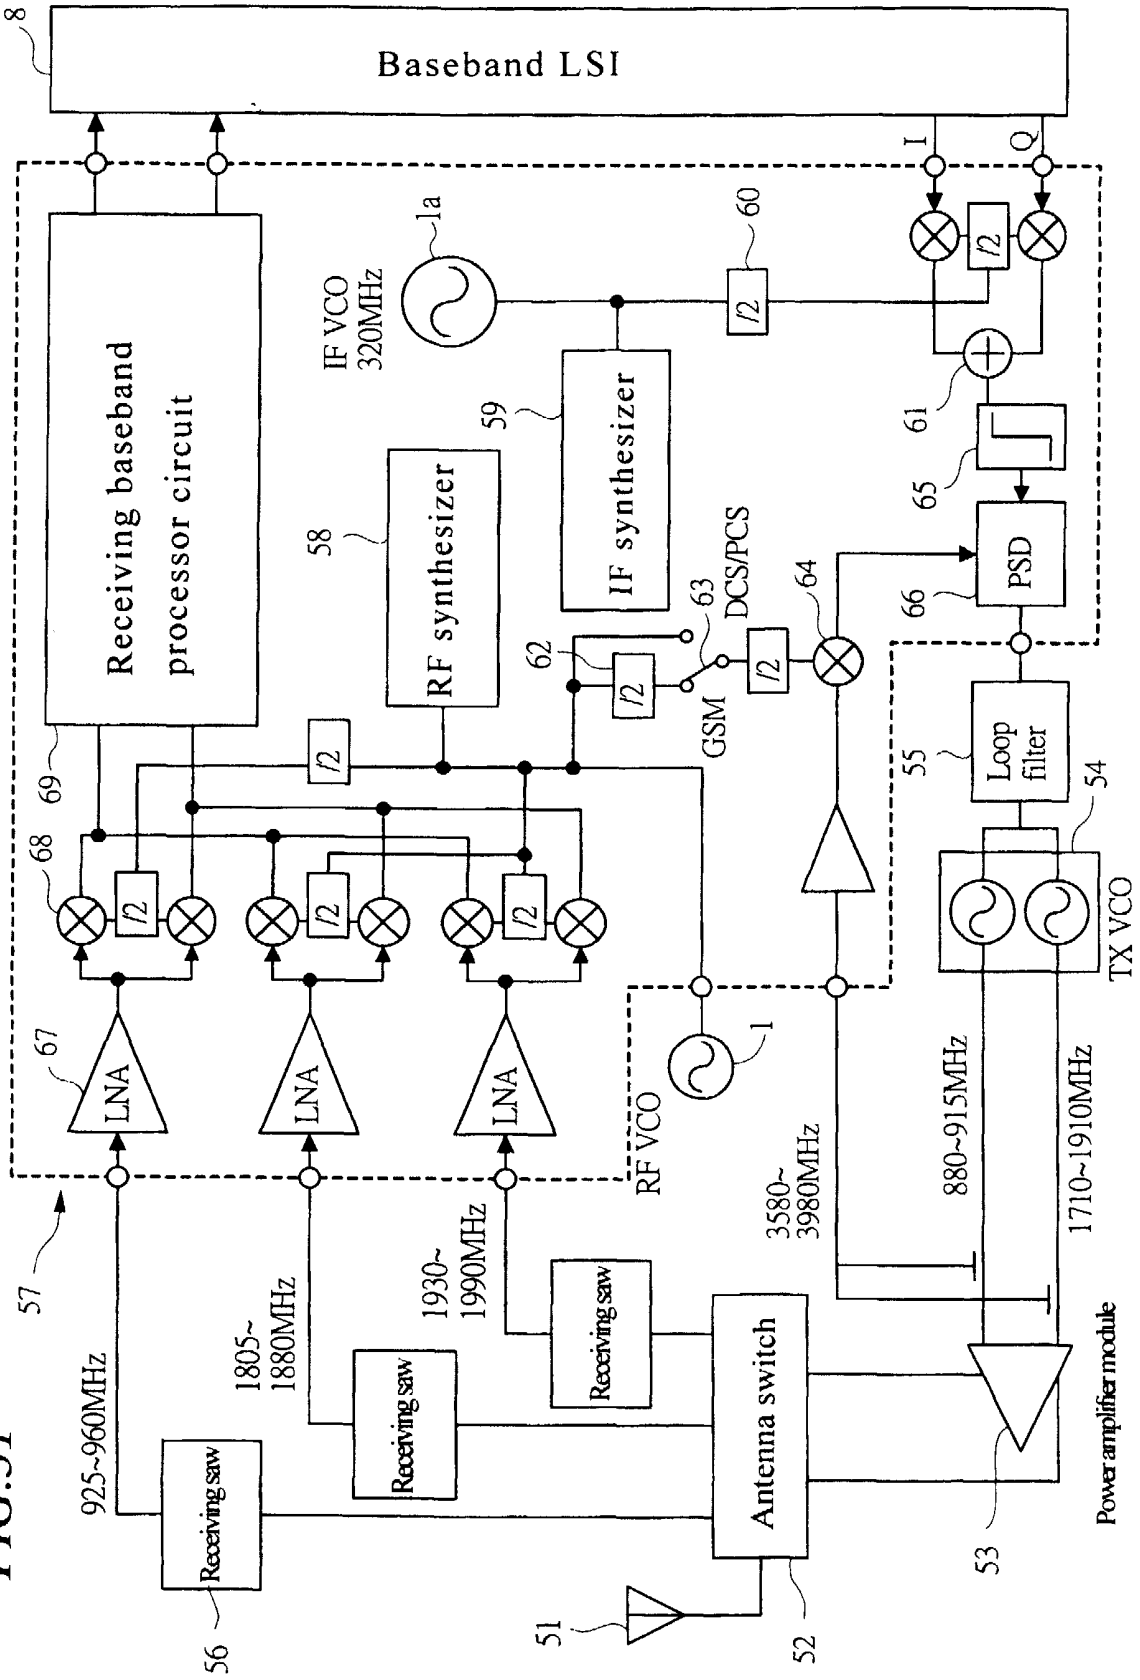 FIG.31
57
925~960MHz
Receiving saw
56
1805~
1880MHz
Receiving saw
1930~
1990MHz
Receiving saw
51
Antenna switch
52
53
Power amplifier module
67
LNA
LNA
LNA
68
/2
/2
/2
69
Receiving baseband
processor circuit
/2
58
RF synthesizer
RF VCO
1
IF VCO
320MHz
1a
59
IF synthesizer
60
/2
62
/2
GSM
63
DCS/PCS
/2
64
3580~
3980MHz
880~915MHz
1710~1910MHz
TX VCO
54
55
Loop
filter
66
PSD
65
61
/2
I
Q
8
Baseband LSI